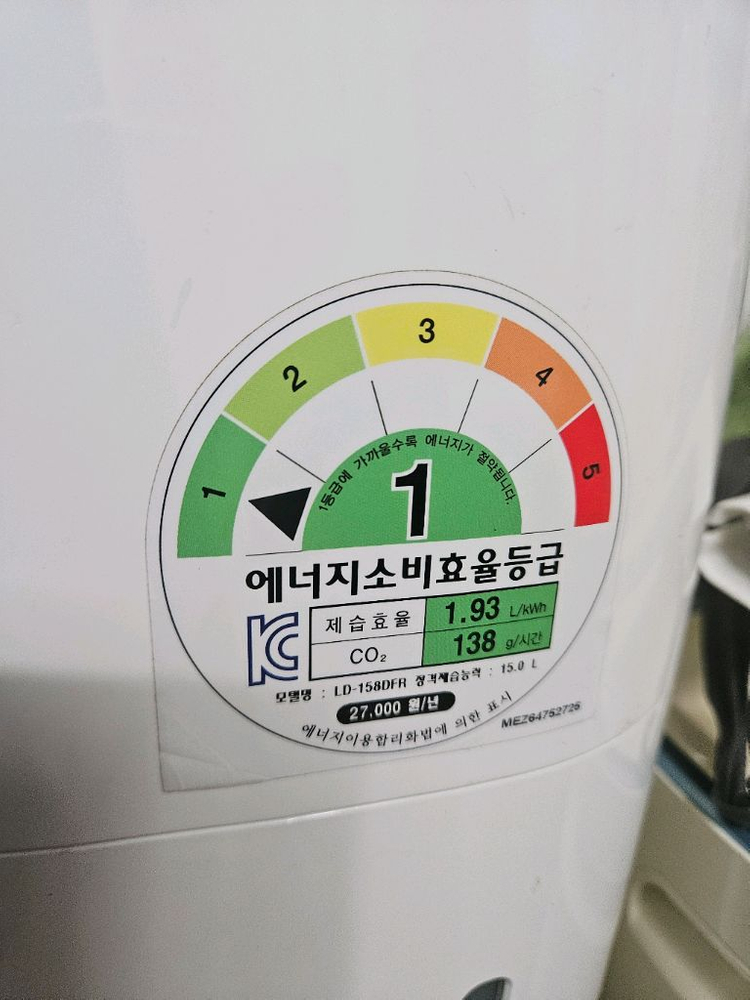 1
2
3
4
5
1등급에 가까울수록 에너지가 절약됩니다.
1
에너지소비효율등급
제습효율 1.93 L/kWh
CO₂ 138 g/시간
모델명 : LD-158DFR 정격제습능력 : 15.0 L
27,000 원/년
에너지이용합리화법에 의한 표시
MEZ64752726